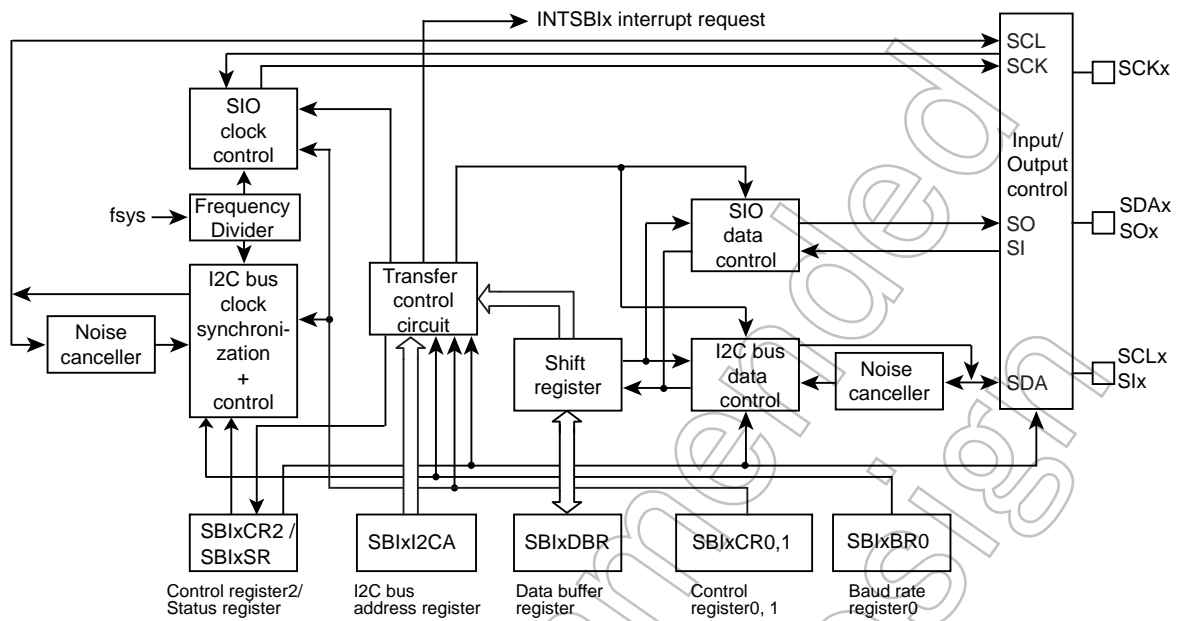 INTSBIx interrupt request
SCL
SCK
SCKx
SIO
clock
control
Input/
Output
control
fsys
Frequency
Divider
SIO
data
control
SO
SI
SDAx
SOx
I2C bus
clock
synchroni-
zation
+
control
Noise
canceller
Transfer
control
circuit
Shift
register
I2C bus
data
control
Noise
canceller
SDA
SCLx
SIx
SBIxCR2 /
SBIxSR
SBIxI2CA
SBIxDBR
SBIxCR0,1
SBIxBR0
Control register2/
Status register
I2C bus
address register
Data buffer
register
Control
register0, 1
Baud rate
register0
omended
esign